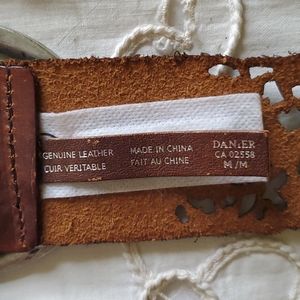 GENUINE LEATHER
CUIR VERITABLE
MADE IN CHINA
FAIT AU CHINE
DANIER
CA 02558
M / M